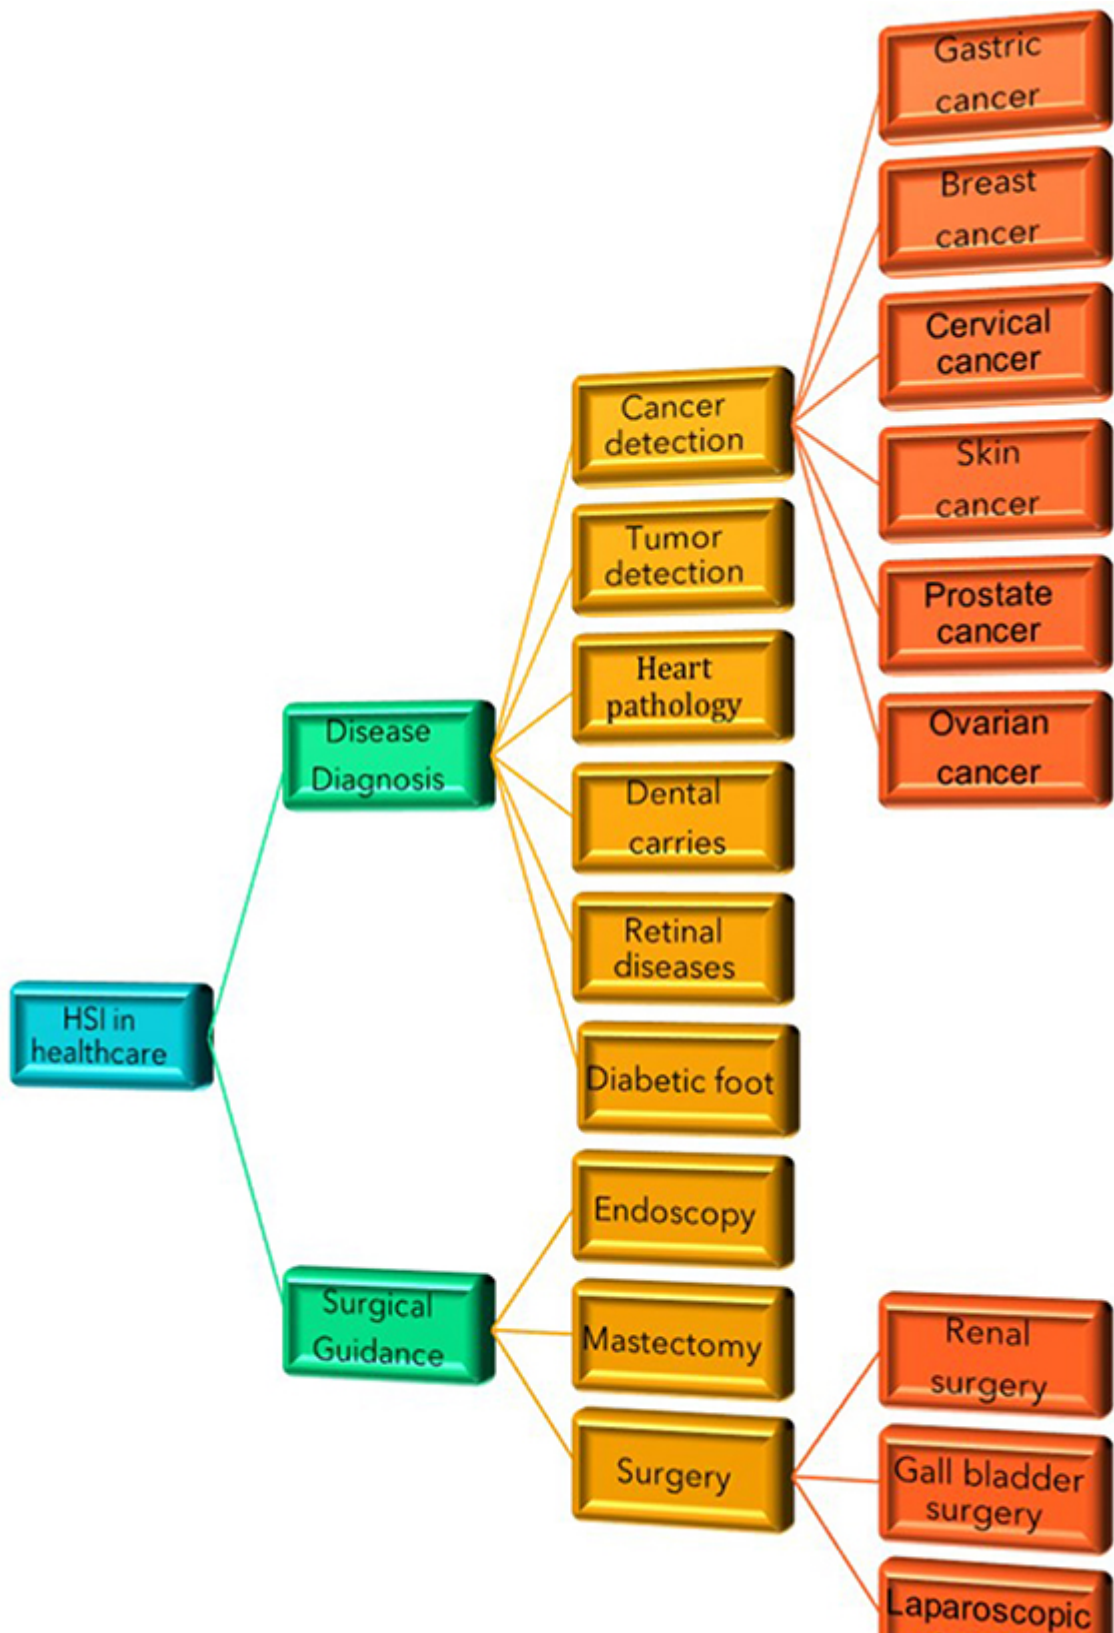 HSI in
healthcare
Disease
Diagnosis
Surgical
Guidance
Cancer
detection
Tumor
detection
Heart
pathology
Dental
carries
Retinal
diseases
Diabetic foot
Endoscopy
Mastectomy
Surgery
Gastric
cancer
Breast
cancer
Cervical
cancer
Skin
cancer
Prostate
cancer
Ovarian
cancer
Renal
surgery
Gall bladder
surgery
Laparoscopic